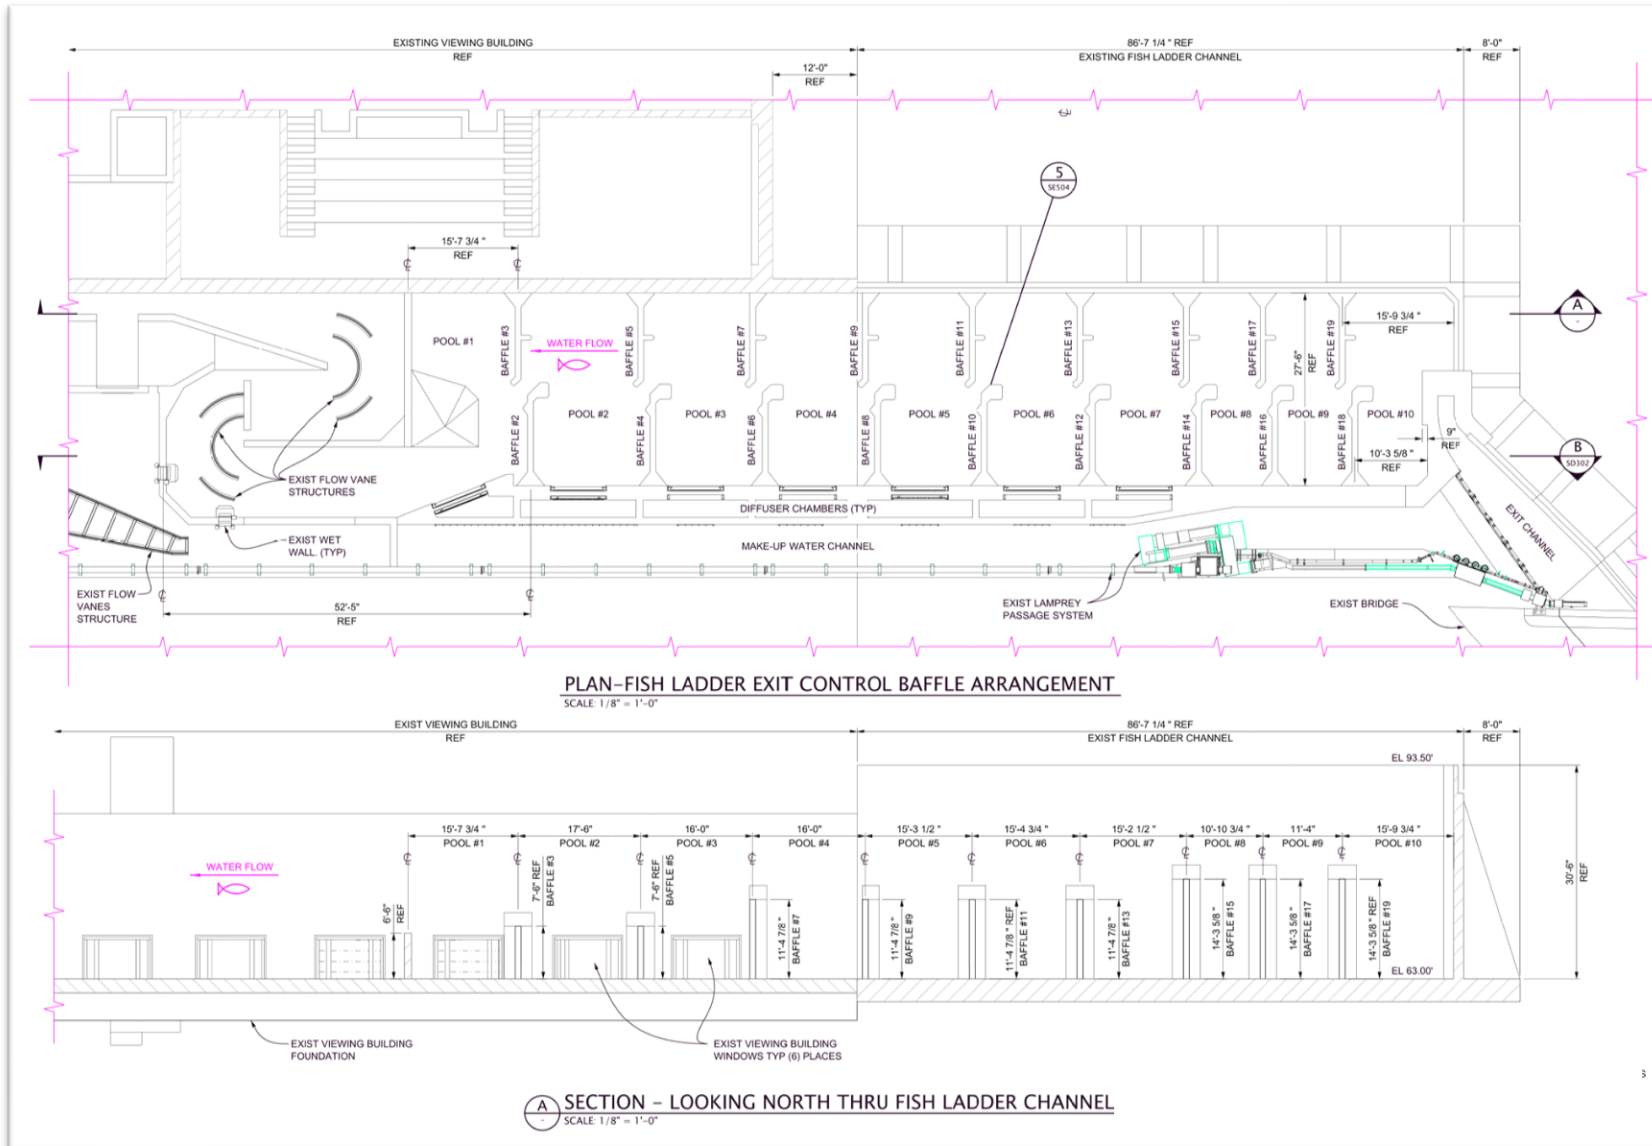 EXISTING VIEWING BUILDING
REF
86'-7 1/4 " REF
EXISTING FISH LADDER CHANNEL
8'-0"
REF
12'-0"
REF
5
SE504
15'-7 3/4 "
REF
15'-9 3/4 "
REF
A
-
27'-6"
REF
POOL #1
BAFFLE #3
WATER FLOW
BAFFLE #5
BAFFLE #7
BAFFLE #9
BAFFLE #11
BAFFLE #13
BAFFLE #15
BAFFLE #17
BAFFLE #19
BAFFLE #2
POOL #2
BAFFLE #4
POOL #3
BAFFLE #6
POOL #4
BAFFLE #8
POOL #5
BAFFLE #10
POOL #6
BAFFLE #12
POOL #7
BAFFLE #14
POOL #8
BAFFLE #16
POOL #9
BAFFLE #18
POOL #10
9"
REF
10'-3 5/8 "
REF
B
SD302
EXIST FLOW VANE
STRUCTURES
DIFFUSER CHAMBERS (TYP)
EXIT CHANNEL
EXIST WET
WALL. (TYP)
MAKE-UP WATER CHANNEL
EXIST FLOW
VANES
STRUCTURE
52'-5"
REF
EXIST LAMPREY
PASSAGE SYSTEM
EXIST BRIDGE
PLAN-FISH LADDER EXIT CONTROL BAFFLE ARRANGEMENT
SCALE: 1/8" = 1'-0"
EXIST VIEWING BUILDING
REF
86'-7 1/4 " REF
EXIST FISH LADDER CHANNEL
8'-0"
REF
EL 93.50'
15'-7 3/4 "
POOL #1
17'-6"
POOL #2
16'-0"
POOL #3
16'-0"
POOL #4
15'-3 1/2 "
POOL #5
15'-4 3/4 "
POOL #6
15'-2 1/2 "
POOL #7
10'-10 3/4 "
POOL #8
11'-4"
POOL #9
15'-9 3/4 "
POOL #10
WATER FLOW
6'-6"
REF
7'-6" REF
BAFFLE #3
7'-6" REF
BAFFLE #5
11'-4 7/8 "
BAFFLE #7
11'-4 7/8 "
BAFFLE #9
11'-4 7/8 " REF
BAFFLE #11
11'-4 7/8 "
BAFFLE #13
14'-3 5/8 "
BAFFLE #15
14'-3 5/8 "
BAFFLE #17
14'-3 5/8 " REF
BAFFLE #19
30'-6"
REF
EL 63.00'
EXIST VIEWING BUILDING
FOUNDATION
EXIST VIEWING BUILDING
WINDOWS TYP (6) PLACES
A
-
SECTION - LOOKING NORTH THRU FISH LADDER CHANNEL
SCALE: 1/8" = 1'-0"